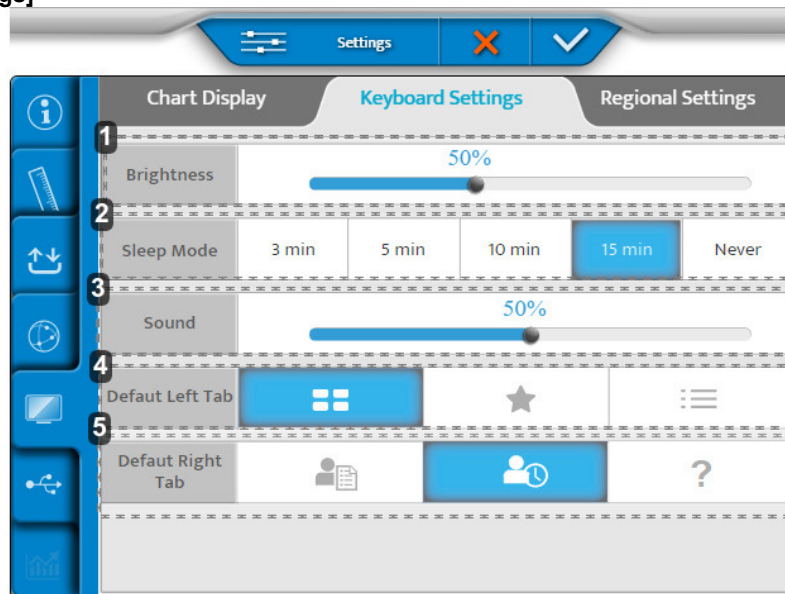 ge]
Settings
Chart Display Keyboard Settings Regional Settings
1
50%
Brightness
2
Sleep Mode 3 min 5 min 10 min 15 min Never
3
50%
Sound
4
Defaut Left Tab
5
Defaut Right
Tab
?